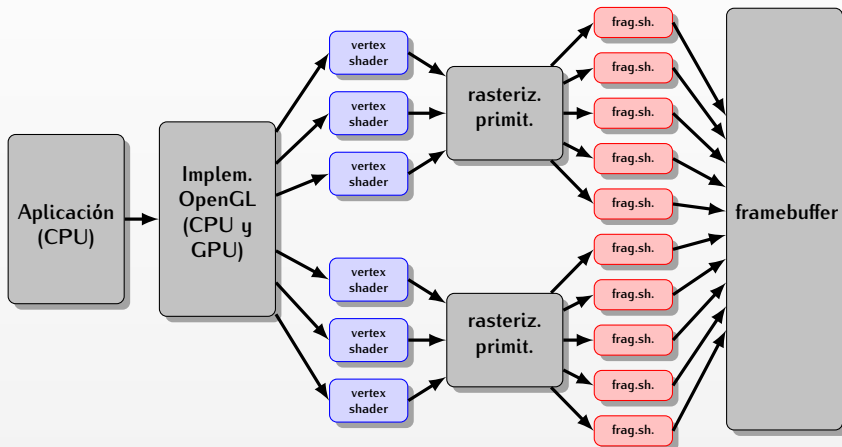 Aplicación
(CPU)
Implem.
OpenGL
(CPU y
GPU)
vertex
shader
vertex
shader
vertex
shader
vertex
shader
vertex
shader
vertex
shader
rasteriz.
primit.
rasteriz.
primit.
frag.sh.
frag.sh.
frag.sh.
frag.sh.
frag.sh.
frag.sh.
frag.sh.
frag.sh.
frag.sh.
frag.sh.
framebuffer